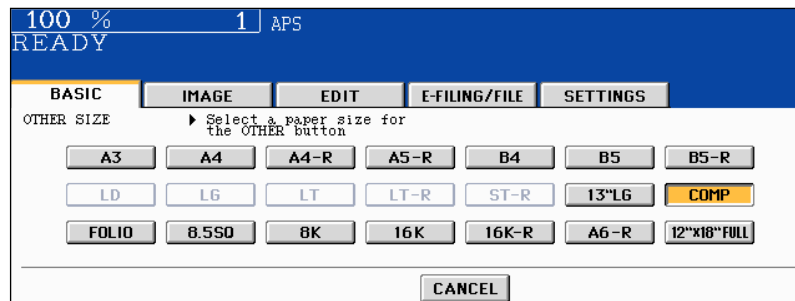 100 % 1 APS
READY
BASIC IMAGE EDIT E-FILING/FILE SETTINGS
OTHER SIZE ▶ Select a paper size for
the OTHER button
A3 A4 A4-R A5-R B4 B5 B5-R
LD LG LT LT-R ST-R 13"LG COMP
FOLIO 8.5SQ 8K 16K 16K-R A6-R 12"x18"FULL
CANCEL